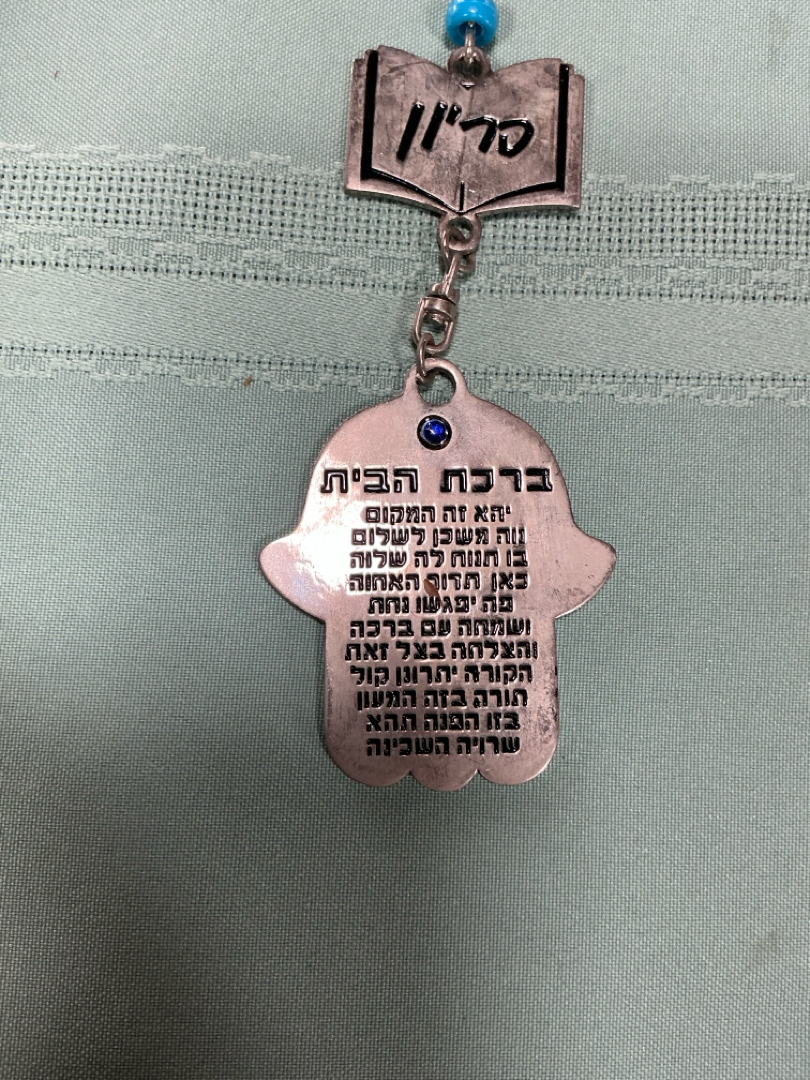 פריון
ברכת הבית
יהא זה המקום
נוה משכן לשלום
בו תנוח לה שלוה
כאן תדור האחוה
פה יפגשו נחת
ושמחה עם ברכה
והצלחה בצל זאת
הקורה יתרונן קול
תורה בזה המעון
בזו הפנה תהא
שרויה השכינה